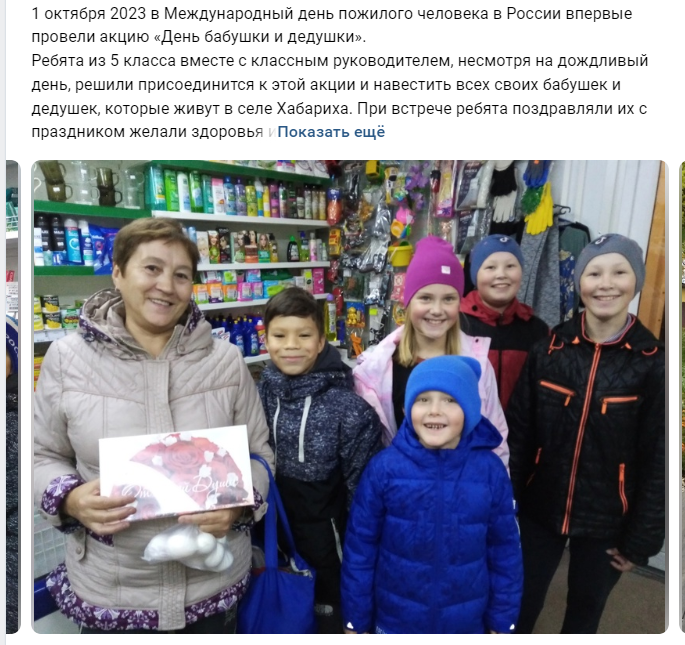 1 октября 2023 в Международный день пожилого человека в России впервые
провели акцию «День бабушки и дедушки».
Ребята из 5 класса вместе с классным руководителем, несмотря на дождливый
день, решили присоединится к этой акции и навестить всех своих бабушек и
дедушек, которые живут в селе Хабариха. При встрече ребята поздравляли их с
праздником желали здоровья и Показать ещё